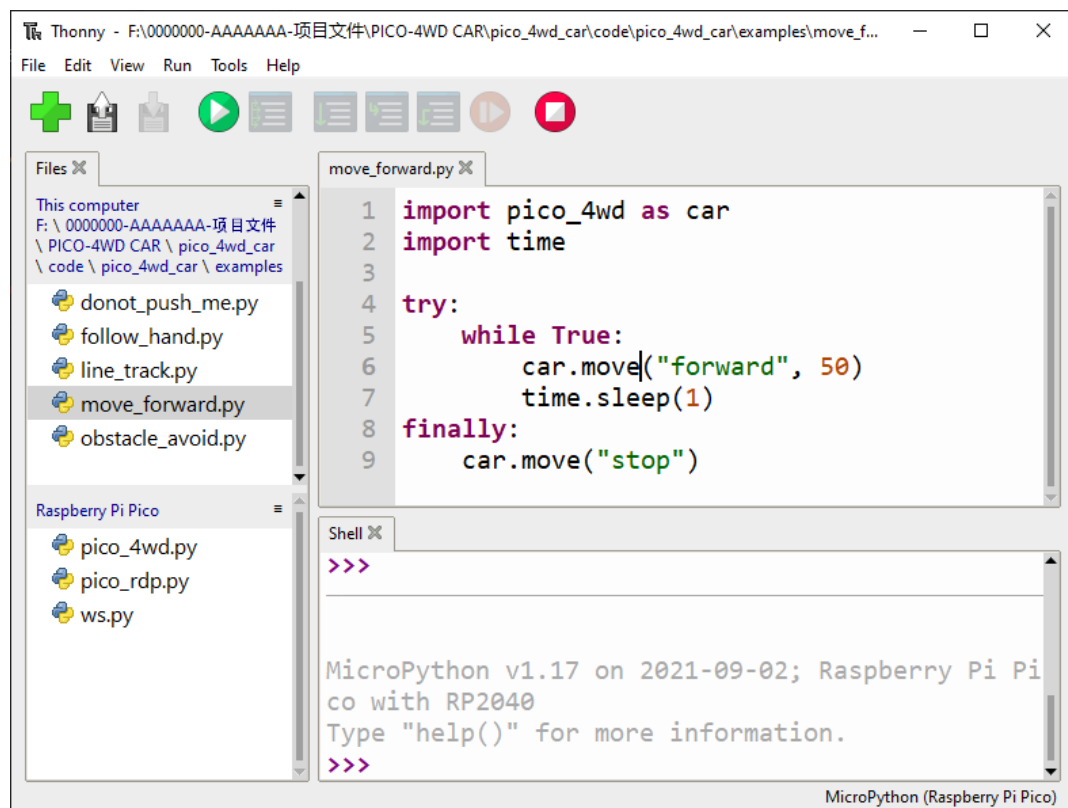 Thonny - F:\0000000-AAAAAAA-项目文件\PICO-4WD CAR\pico_4wd_car\code\pico_4wd_car\examples\move_f...
File Edit View Run Tools Help
Files
This computer
F: \ 0000000-AAAAAAA-项目文件
\ PICO-4WD CAR \ pico_4wd_car
\ code \ pico_4wd_car \ examples
donot_push_me.py
follow_hand.py
line_track.py
move_forward.py
obstacle_avoid.py
Raspberry Pi Pico
pico_4wd.py
pico_rdp.py
ws.py
move_forward.py
1 import pico_4wd as car
2 import time
3
4 try:
5     while True:
6         car.move("forward", 50)
7         time.sleep(1)
8 finally:
9     car.move("stop")
Shell
>>>
MicroPython v1.17 on 2021-09-02; Raspberry Pi Pi
co with RP2040
Type "help()" for more information.
>>>
MicroPython (Raspberry Pi Pico)